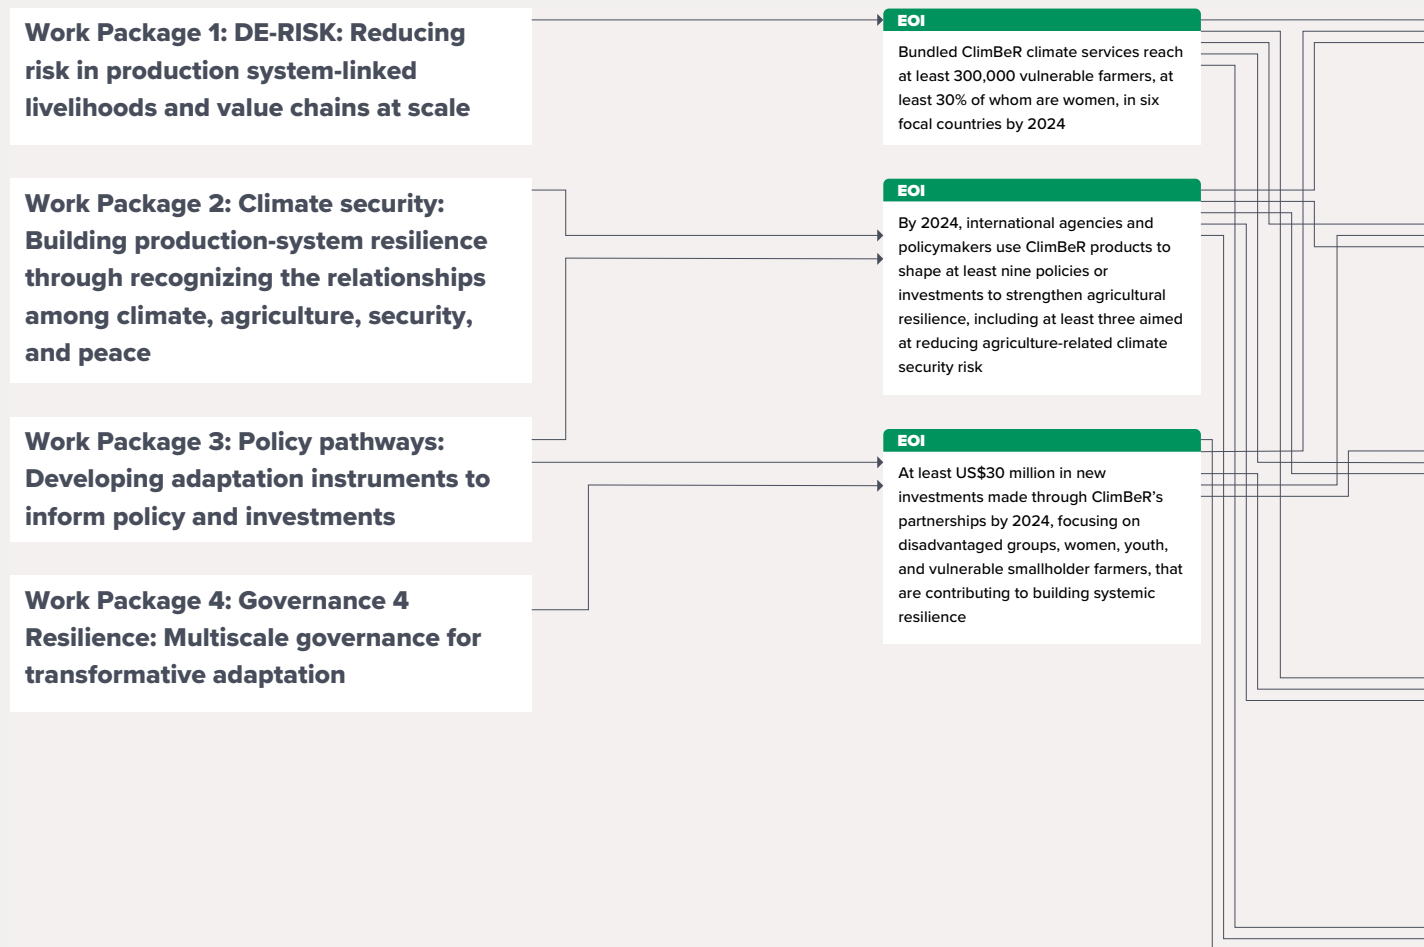 Work Package 1: DE-RISK: Reducing
risk in production system-linked
livelihoods and value chains at scale
Work Package 2: Climate security:
Building production-system resilience
through recognizing the relationships
among climate, agriculture, security,
and peace
Work Package 3: Policy pathways:
Developing adaptation instruments to
inform policy and investments
Work Package 4: Governance 4
Resilience: Multiscale governance for
transformative adaptation
EOI
Bundled ClimBeR climate services reach
at least 300,000 vulnerable farmers, at
least 30% of whom are women, in six
focal countries by 2024
EOI
By 2024, international agencies and
policymakers use ClimBeR products to
shape at least nine policies or
investments to strengthen agricultural
resilience, including at least three aimed
at reducing agriculture-related climate
security risk
EOI
At least US$30 million in new
investments made through ClimBeR’s
partnerships by 2024, focusing on
disadvantaged groups, women, youth,
and vulnerable smallholder farmers, that
are contributing to building systemic
resilience